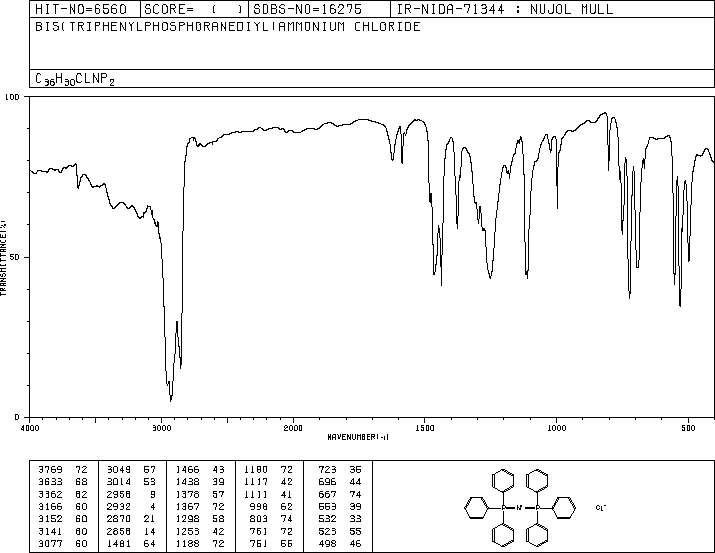 HIT-NO=6560 SCORE= ( ) SDBS-NO=16275 IR-NIDA-71344 : NUJOL MULL
BIS(TRIPHENYLPHOSPHORANEDIYL)AMMONIUM CHLORIDE
C36H30CLNP2
100
TRANSMITTANCE(%)
50
0
4000 3000 2000 1500 1000 500
WAVENUMBER(-1)
3769 72 3049 57 1466 43 1180 72 723 36
3633 68 3014 53 1438 39 1117 42 696 44
3362 62 2958 9 1378 57 1111 41 667 74
3166 60 2932 4 1367 72 998 62 553 39
3152 60 2870 21 1298 58 803 74 532 33
3141 60 2858 14 1253 42 761 72 523 55
3077 60 1481 64 1188 72 751 55 498 46
P N+ P
CL-